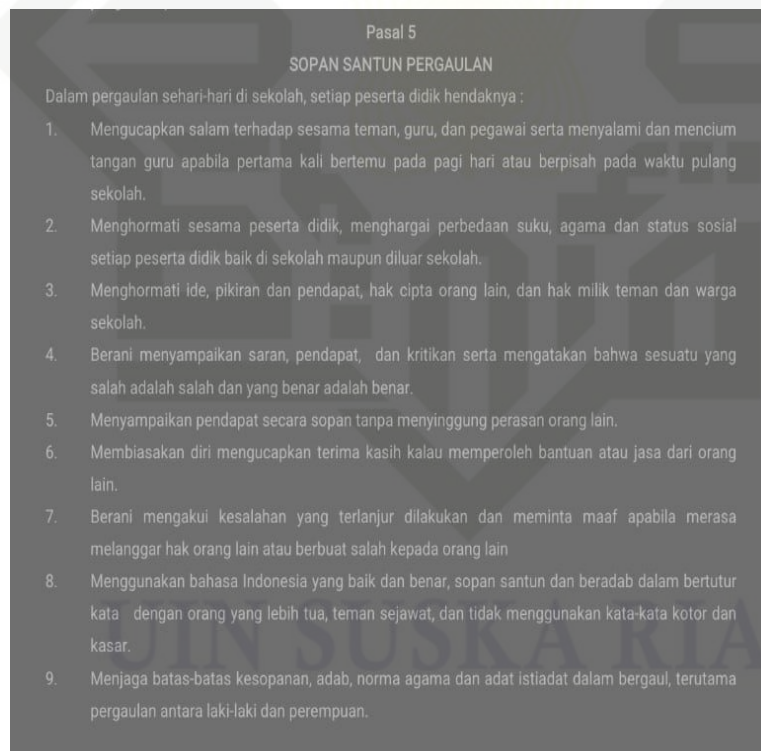 Pasal 5
SOPAN SANTUN PERGAULAN
Dalam pergaulan sehari-hari di sekolah, setiap peserta didik hendaknya :
1. Mengucapkan salam terhadap sesama teman, guru, dan pegawai serta menyalami dan mencium
tangan guru apabila pertama kali bertemu pada pagi hari atau berpisah pada waktu pulang
sekolah.
2. Menghormati sesama peserta didik, menghargai perbedaan suku, agama dan status sosial
setiap peserta didik baik di sekolah maupun diluar sekolah.
3. Menghormati ide, pikiran dan pendapat, hak cipta orang lain, dan hak milik teman dan warga
sekolah.
4. Berani menyampaikan saran, pendapat, dan kritikan serta mengatakan bahwa sesuatu yang
salah adalah salah dan yang benar adalah benar.
5. Menyampaikan pendapat secara sopan tanpa menyinggung perasan orang lain.
6. Membiasakan diri mengucapkan terima kasih kalau memperoleh bantuan atau jasa dari orang
lain.
7. Berani mengakui kesalahan yang terlanjur dilakukan dan meminta maaf apabila merasa
melanggar hak orang lain atau berbuat salah kepada orang lain
8. Menggunakan bahasa Indonesia yang baik dan benar, sopan santun dan beradab dalam bertutur
kata dengan orang yang lebih tua, teman sejawat, dan tidak menggunakan kata-kata kotor dan
kasar.
UIN SUSKA RIA
9. Menjaga batas-batas kesopanan, adab, norma agama dan adat istiadat dalam bergaul, terutama
pergaulan antara laki-laki dan perempuan.